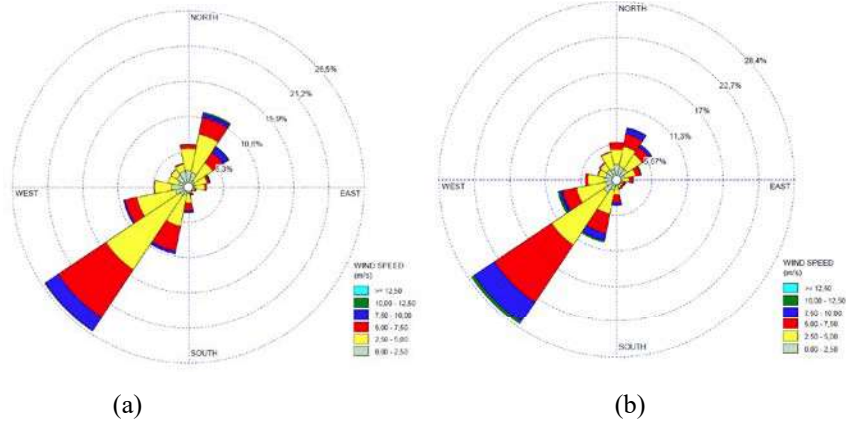 NORTH
26,5%
21,2%
15,9%
10,6%
5,3%
WEST
EAST
SOUTH
WIND SPEED
(m/s)
>= 12,50
10,00 - 12,50
7,50 - 10,00
5,00 - 7,50
2,50 - 5,00
0,00 - 2,50
(a)
NORTH
28,4%
22,7%
17%
11,3%
5,67%
WEST
EAST
SOUTH
WIND SPEED
(m/s)
>= 12,50
10,00 - 12,50
7,50 - 10,00
5,00 - 7,50
2,50 - 5,00
0,00 - 2,50
(b)